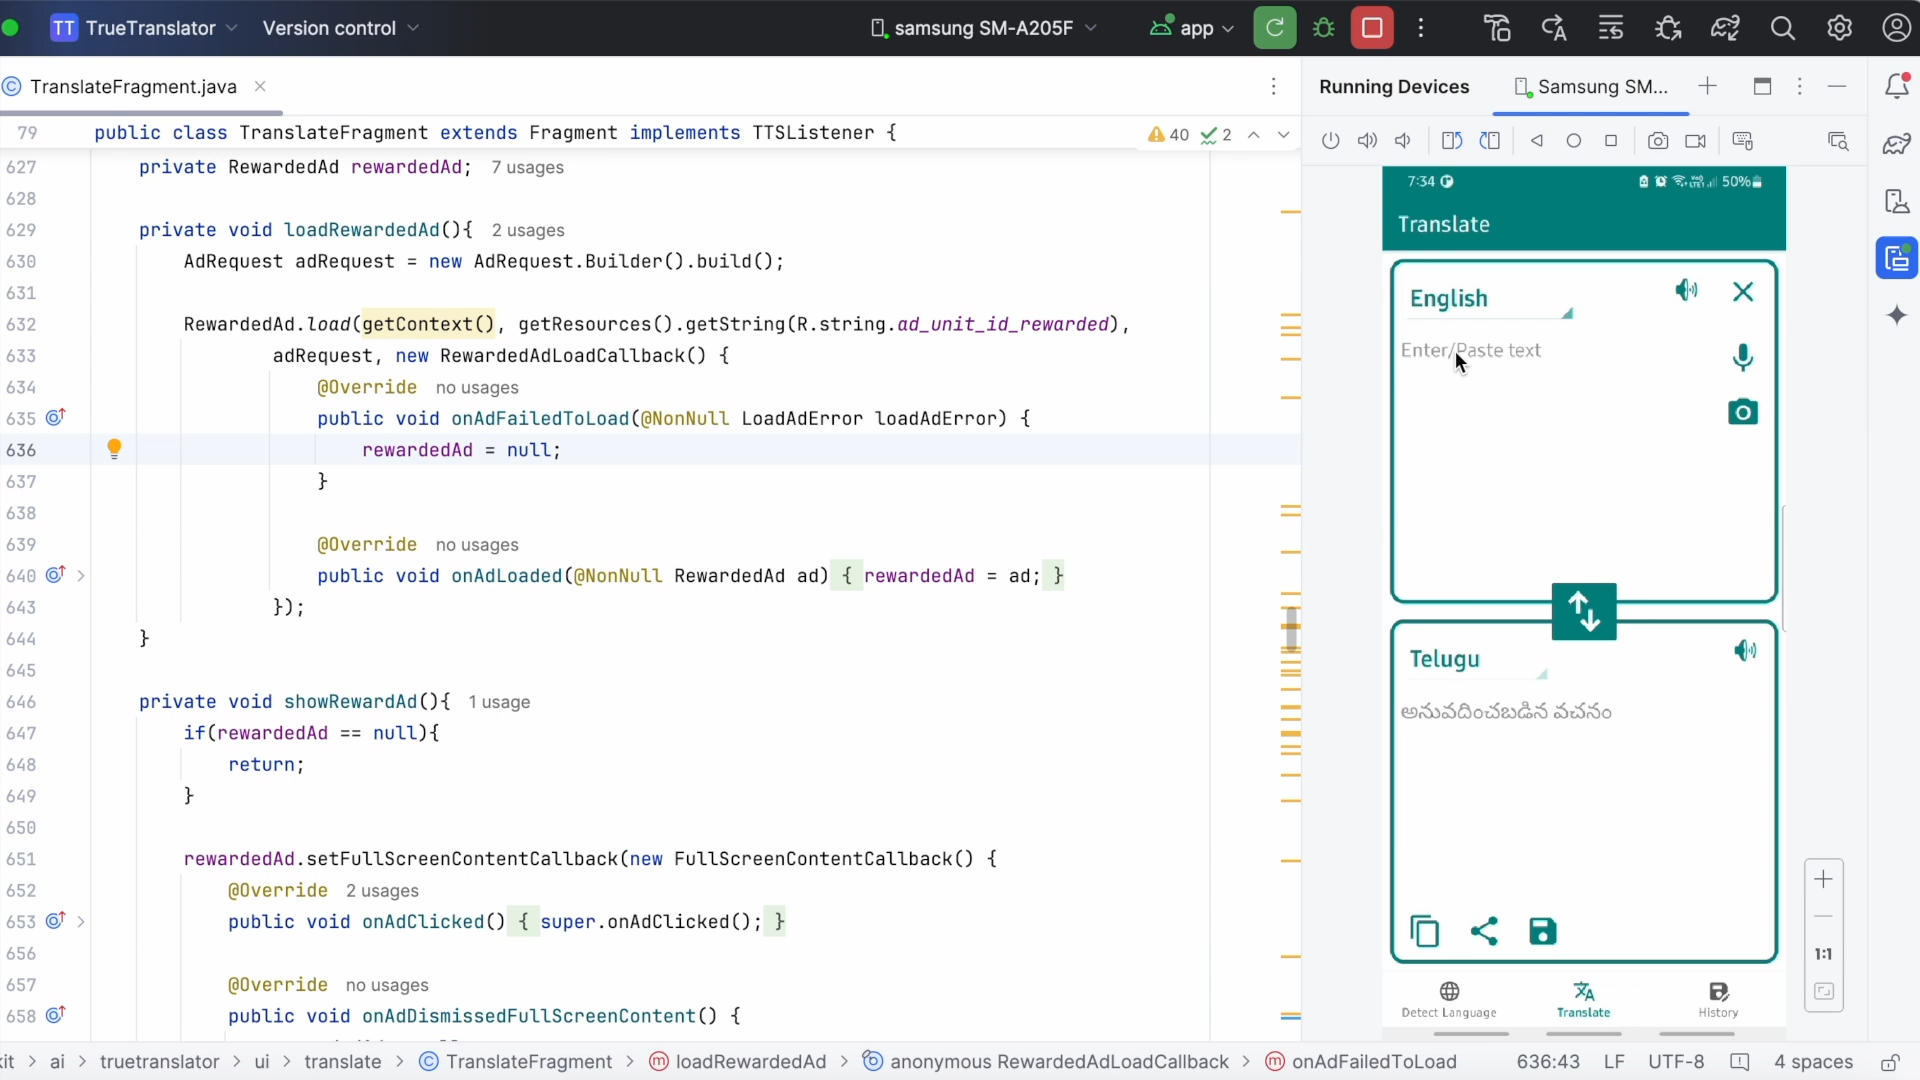 TT TrueTranslator Version control samsung SM-A205F app
TranslateFragment.java
Running Devices Samsung SM...
79 public class TranslateFragment extends Fragment implements TTSListener { 40 2
627 private RewardedAd rewardedAd; 7 usages
628
629 private void loadRewardedAd(){ 2 usages
630 AdRequest adRequest = new AdRequest.Builder().build();
631
632 RewardedAd.load(getContext(), getResources().getString(R.string.ad_unit_id_rewarded),
633 adRequest, new RewardedAdLoadCallback() {
634 @Override no usages
635 public void onAdFailedToLoad(@NonNull LoadAdError loadAdError) {
636 rewardedAd = null;
637 }
638
639 @Override no usages
640 public void onAdLoaded(@NonNull RewardedAd ad) { rewardedAd = ad; }
643 });
644 }
645
646 private void showRewardAd(){ 1 usage
647 if(rewardedAd == null){
648 return;
649 }
650
651 rewardedAd.setFullScreenContentCallback(new FullScreenContentCallback() {
652 @Override 2 usages
653 public void onAdClicked() { super.onAdClicked(); }
656
657 @Override no usages
658 public void onAdDismissedFullScreenContent() {
7:34 50%
Translate
English
Enter/Paste text
Telugu
అనువదించబడిన వచనం
Detect Language Translate History
1:1
kit > ai > truetranslator > ui > translate > TranslateFragment > loadRewardedAd > anonymous RewardedAdLoadCallback > onAdFailedToLoad 636:43 LF UTF-8 4 spaces